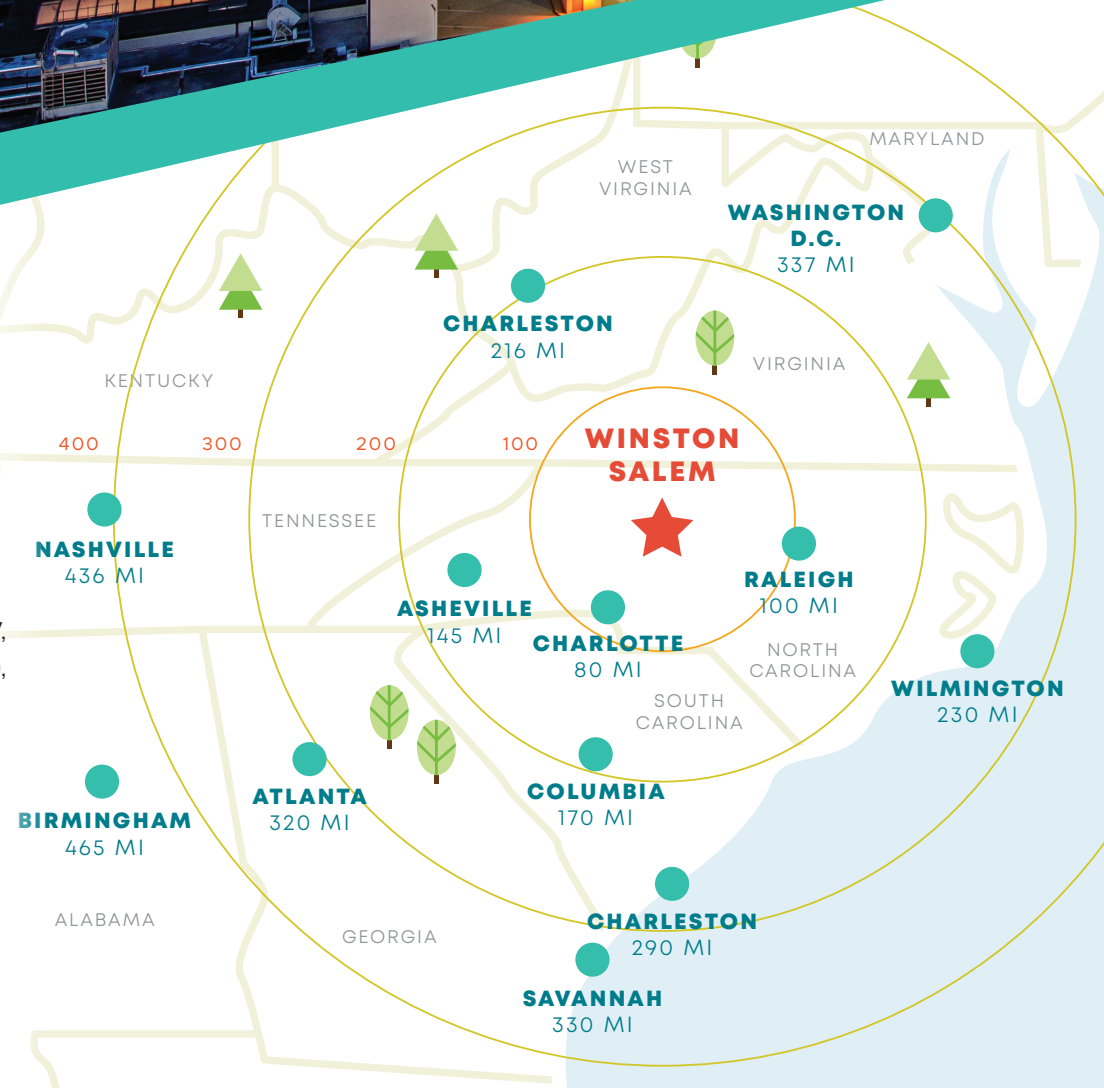 MARYLAND
WEST
VIRGINIA
WASHINGTON
D.C.
337 MI
CHARLESTON
216 MI
VIRGINIA
KENTUCKY
400
300
200
100
WINSTON
SALEM
TENNESSEE
NASHVILLE
436 MI
ASHEVILLE
145 MI
RALEIGH
100 MI
CHARLOTTE
80 MI
NORTH
CAROLINA
WILMINGTON
230 MI
SOUTH
CAROLINA
ATLANTA
320 MI
COLUMBIA
170 MI
BIRMINGHAM
465 MI
ALABAMA
GEORGIA
CHARLESTON
290 MI
SAVANNAH
330 MI